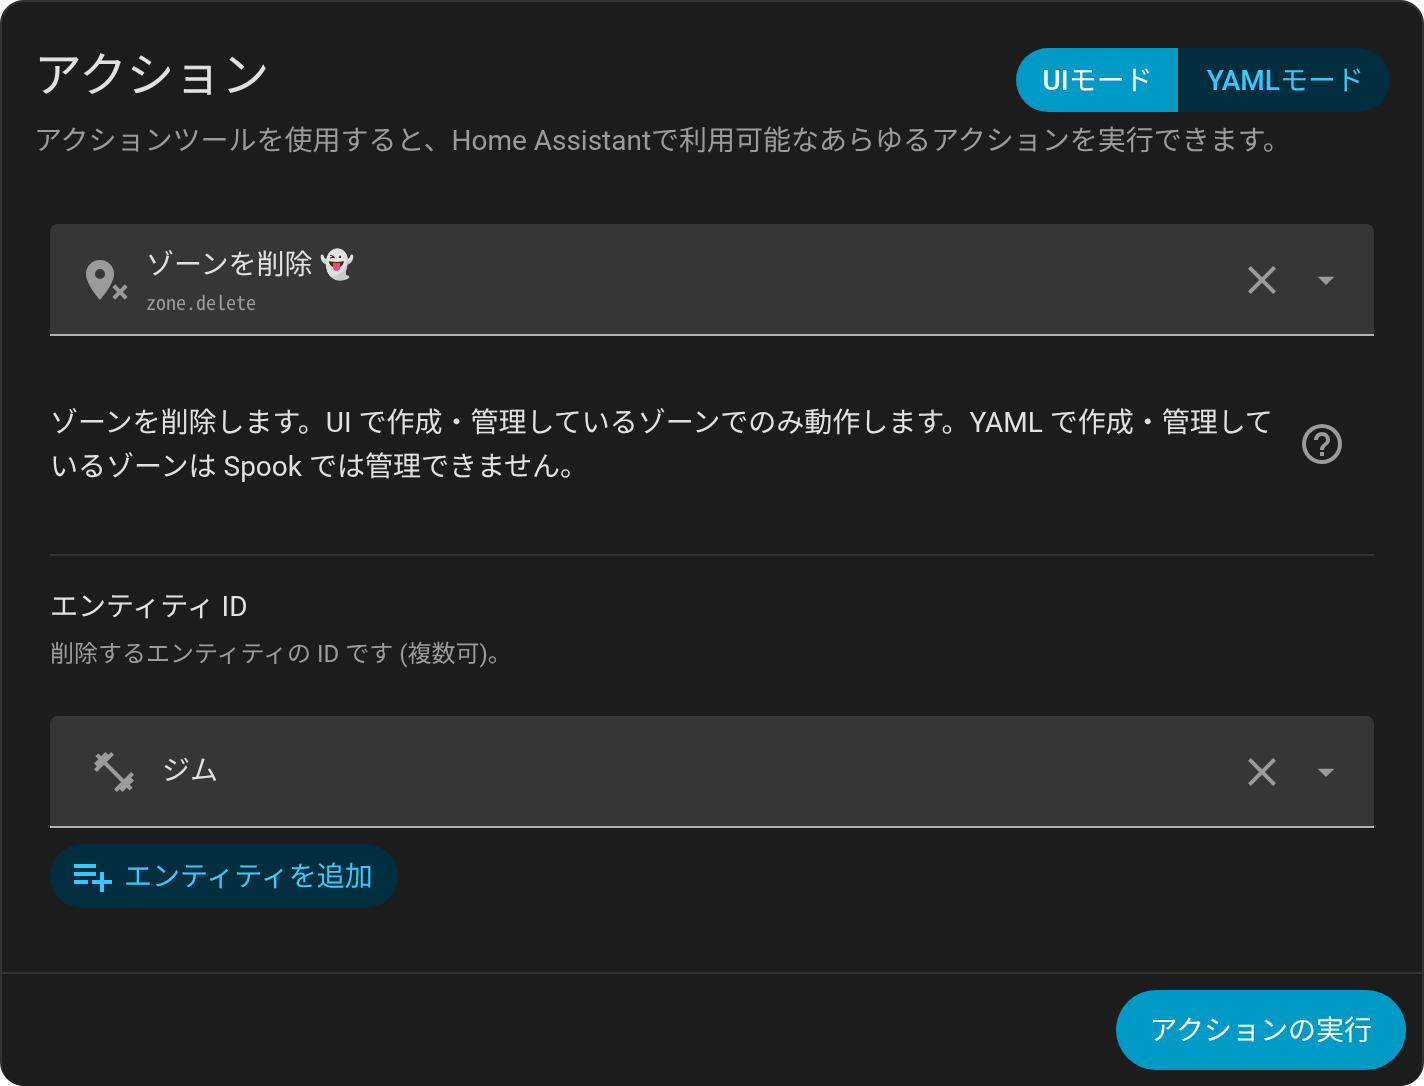 アクション
UIモード
YAMLモード
アクションツールを使用すると、Home Assistantで利用可能なあらゆるアクションを実行できます。
ゾーンを削除 👻
zone.delete
ゾーンを削除します。UI で作成・管理しているゾーンでのみ動作します。YAML で作成・管理して
いるゾーンは Spook では管理できません。
エンティティ ID
削除するエンティティの ID です (複数可)。
ジム
エンティティを追加
アクションの実行